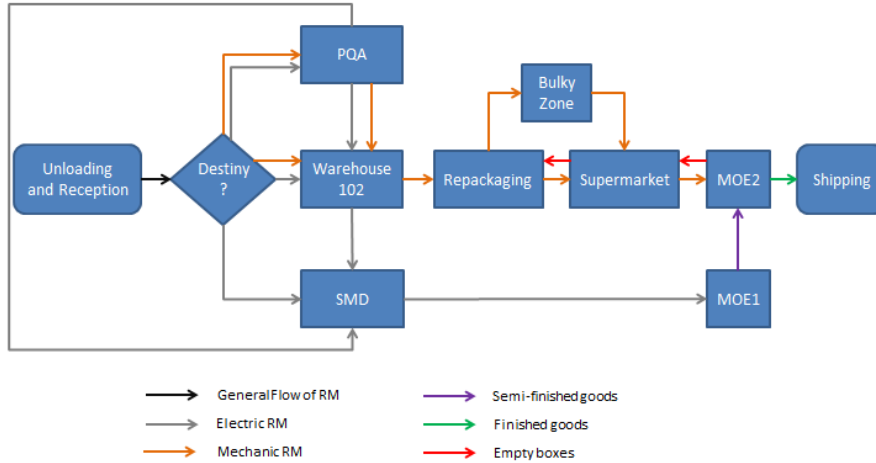 PQA
Bulky
Zone
Unloading
and Reception
Destiny
?
Warehouse
102
Repackaging
Supermarket
MOE2
Shipping
SMD
MOE1
General Flow of RM
Electric RM
Mechanic RM
Semi-finished goods
Finished goods
Empty boxes